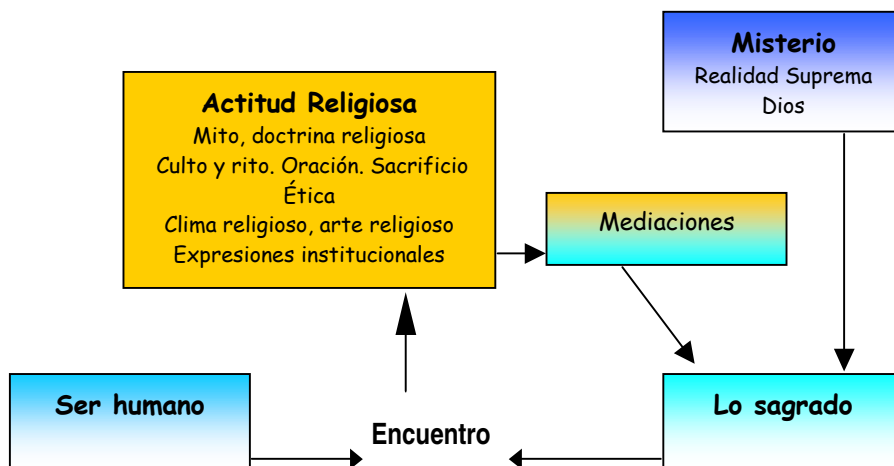 Misterio
Realidad Suprema
Dios
Actitud Religiosa
Mito, doctrina religiosa
Culto y rito. Oración. Sacrificio
Ética
Clima religioso, arte religioso
Expresiones institucionales
Mediaciones
Ser humano
Encuentro
Lo sagrado